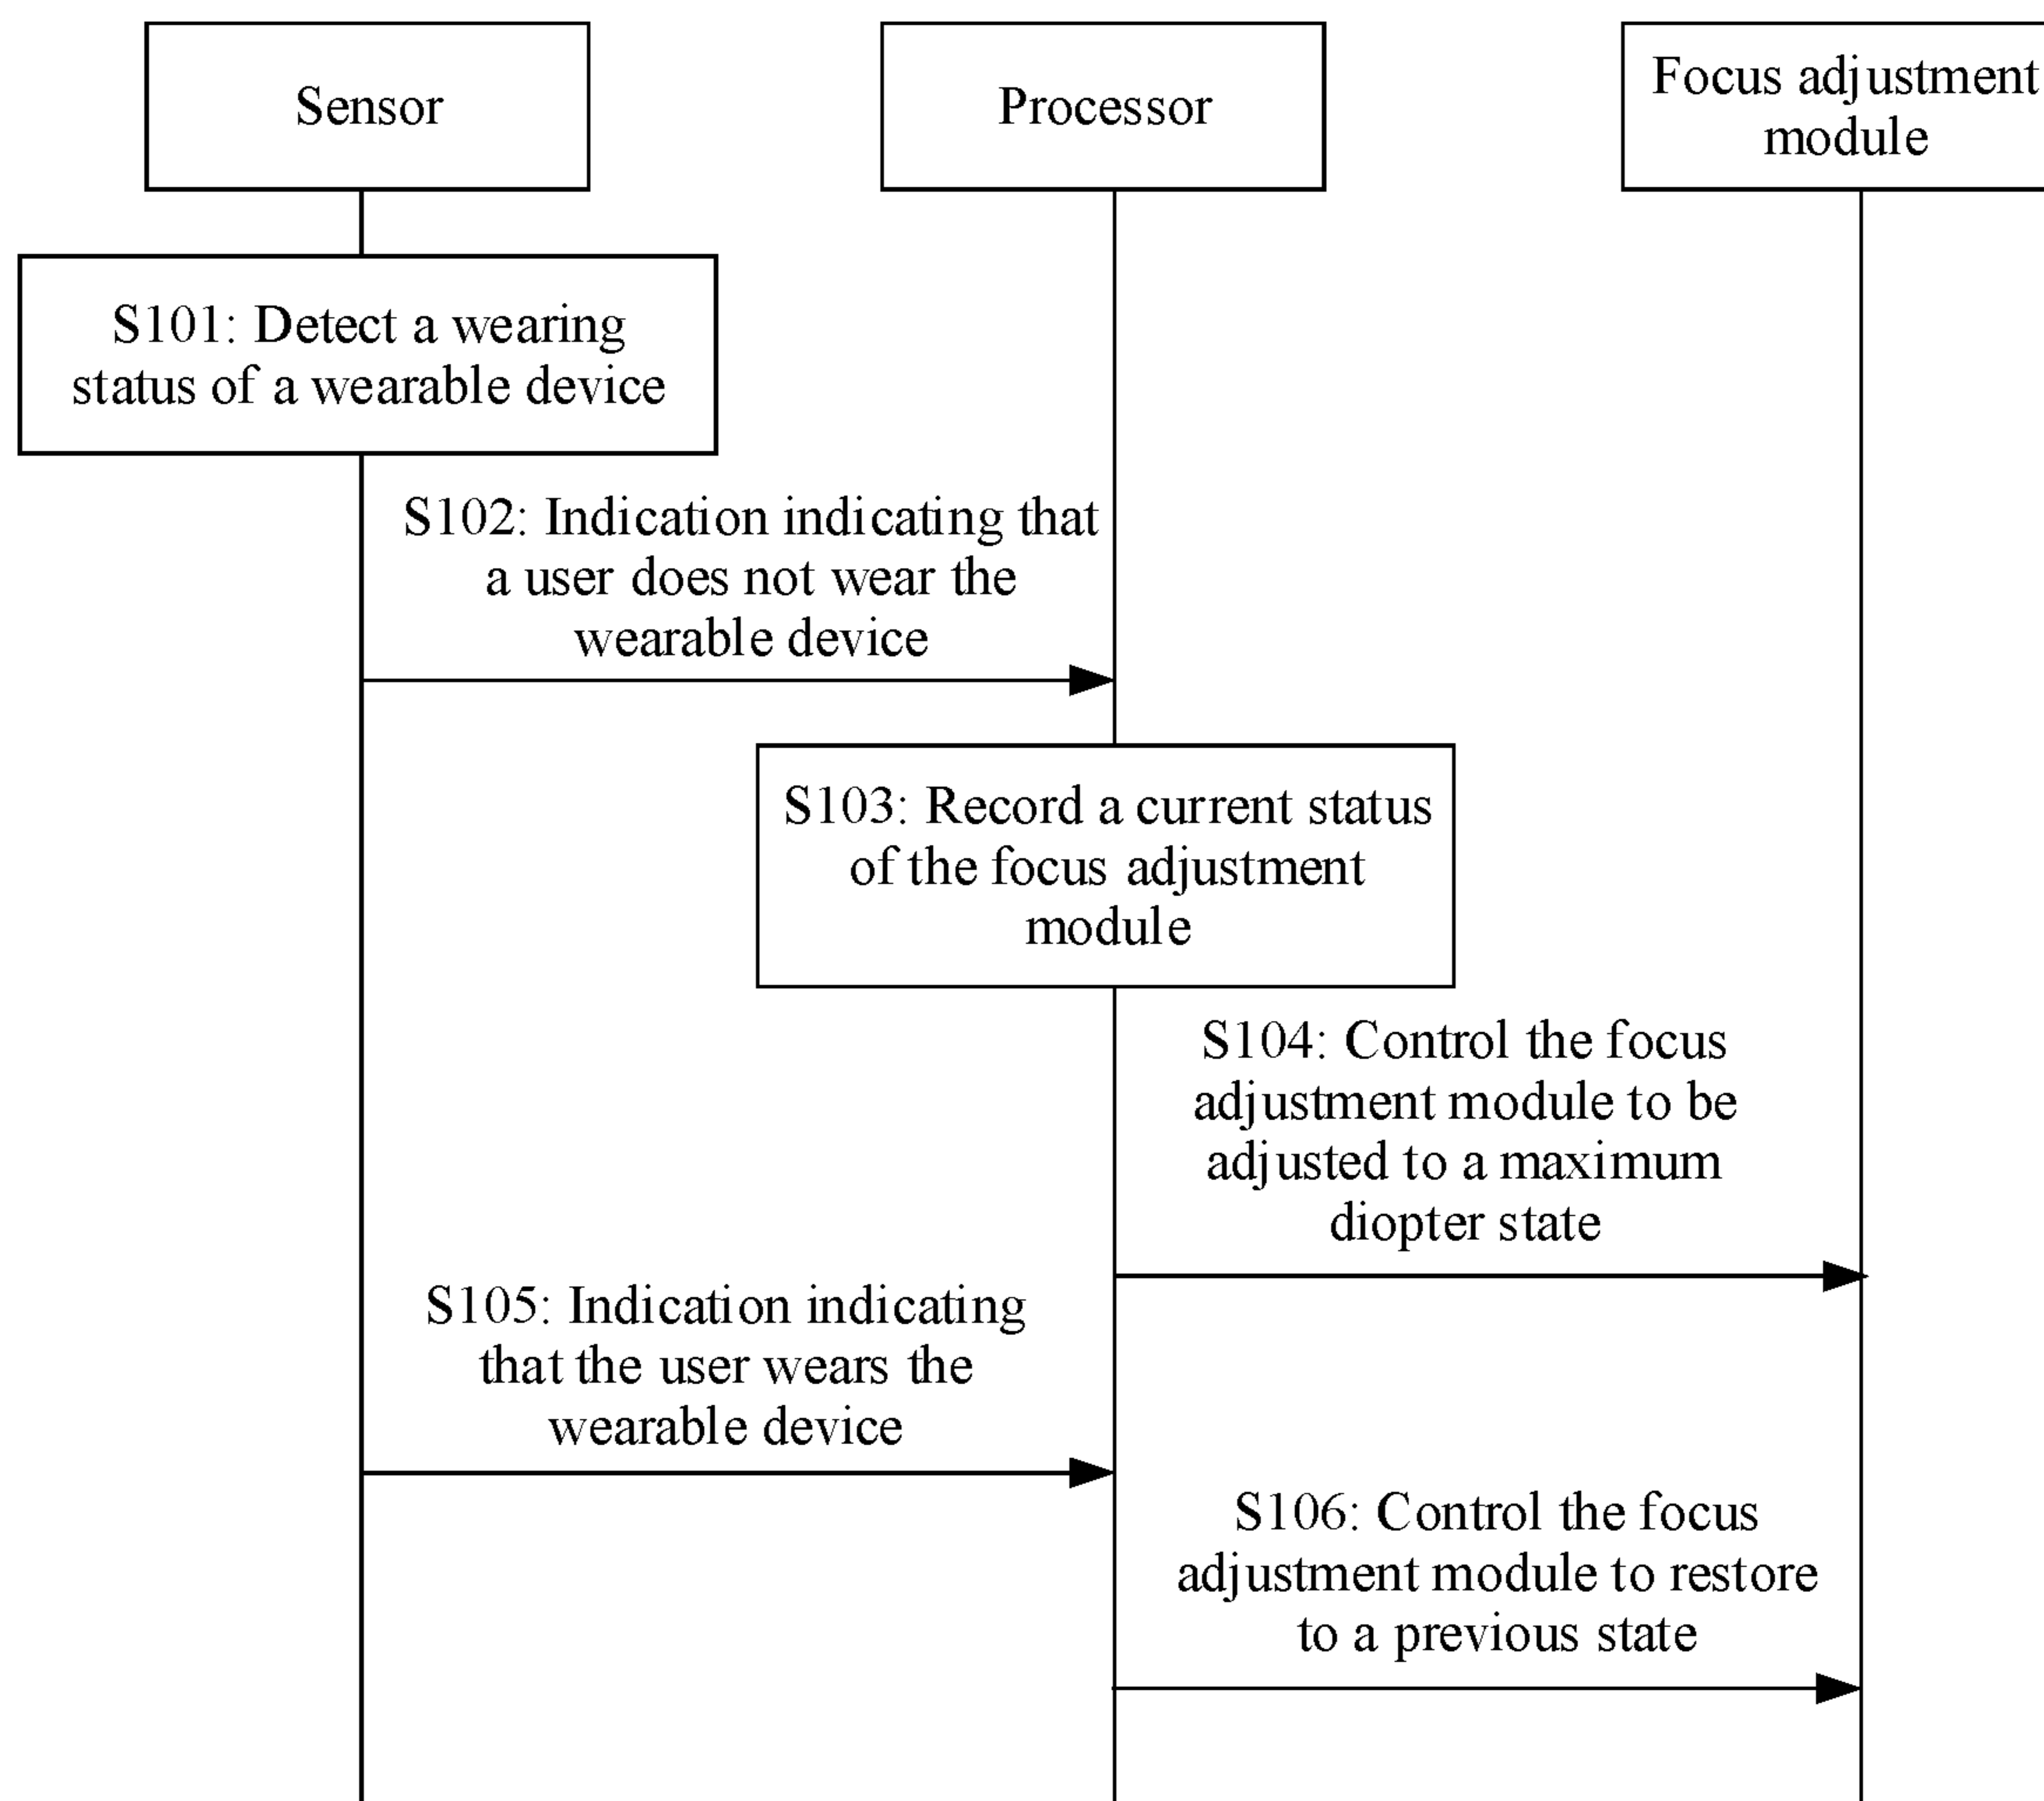 Sensor
Processor
Focus adjustment
module
S101: Detect a wearing
status of a wearable device
S102: Indication indicating that
a user does not wear the
wearable device
S103: Record a current status
of the focus adjustment
module
S104: Control the focus
adjustment module to be
adjusted to a maximum
diopter state
S105: Indication indicating
that the user wears the
wearable device
S106: Control the focus
adjustment module to restore
to a previous state